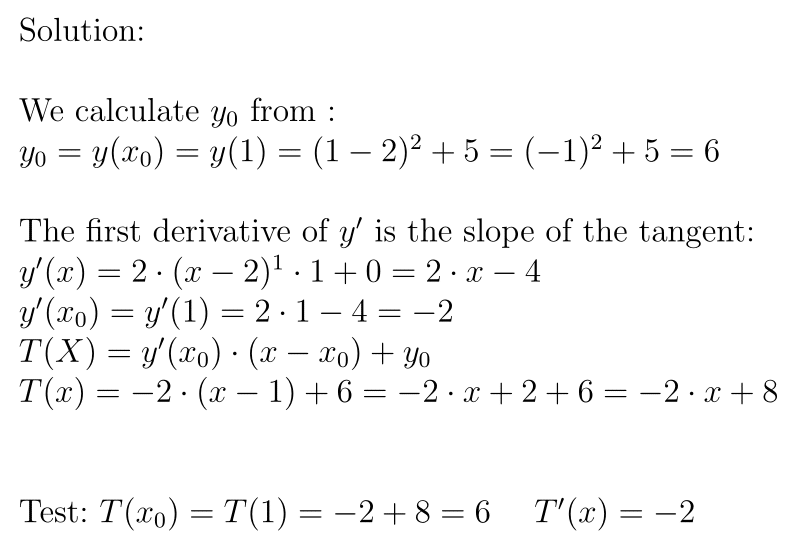 Solution:
We calculate y₀ from :
y₀ = y(x₀) = y(1) = (1 − 2)² + 5 = (−1)² + 5 = 6
The first derivative of y′ is the slope of the tangent:
y′(x) = 2 · (x − 2)¹ · 1 + 0 = 2 · x − 4
y′(x₀) = y′(1) = 2 · 1 − 4 = −2
T(X) = y′(x₀) · (x − x₀) + y₀
T(x) = −2 · (x − 1) + 6 = −2 · x + 2 + 6 = −2 · x + 8
Test: T(x₀) = T(1) = −2 + 8 = 6 T′(x) = −2